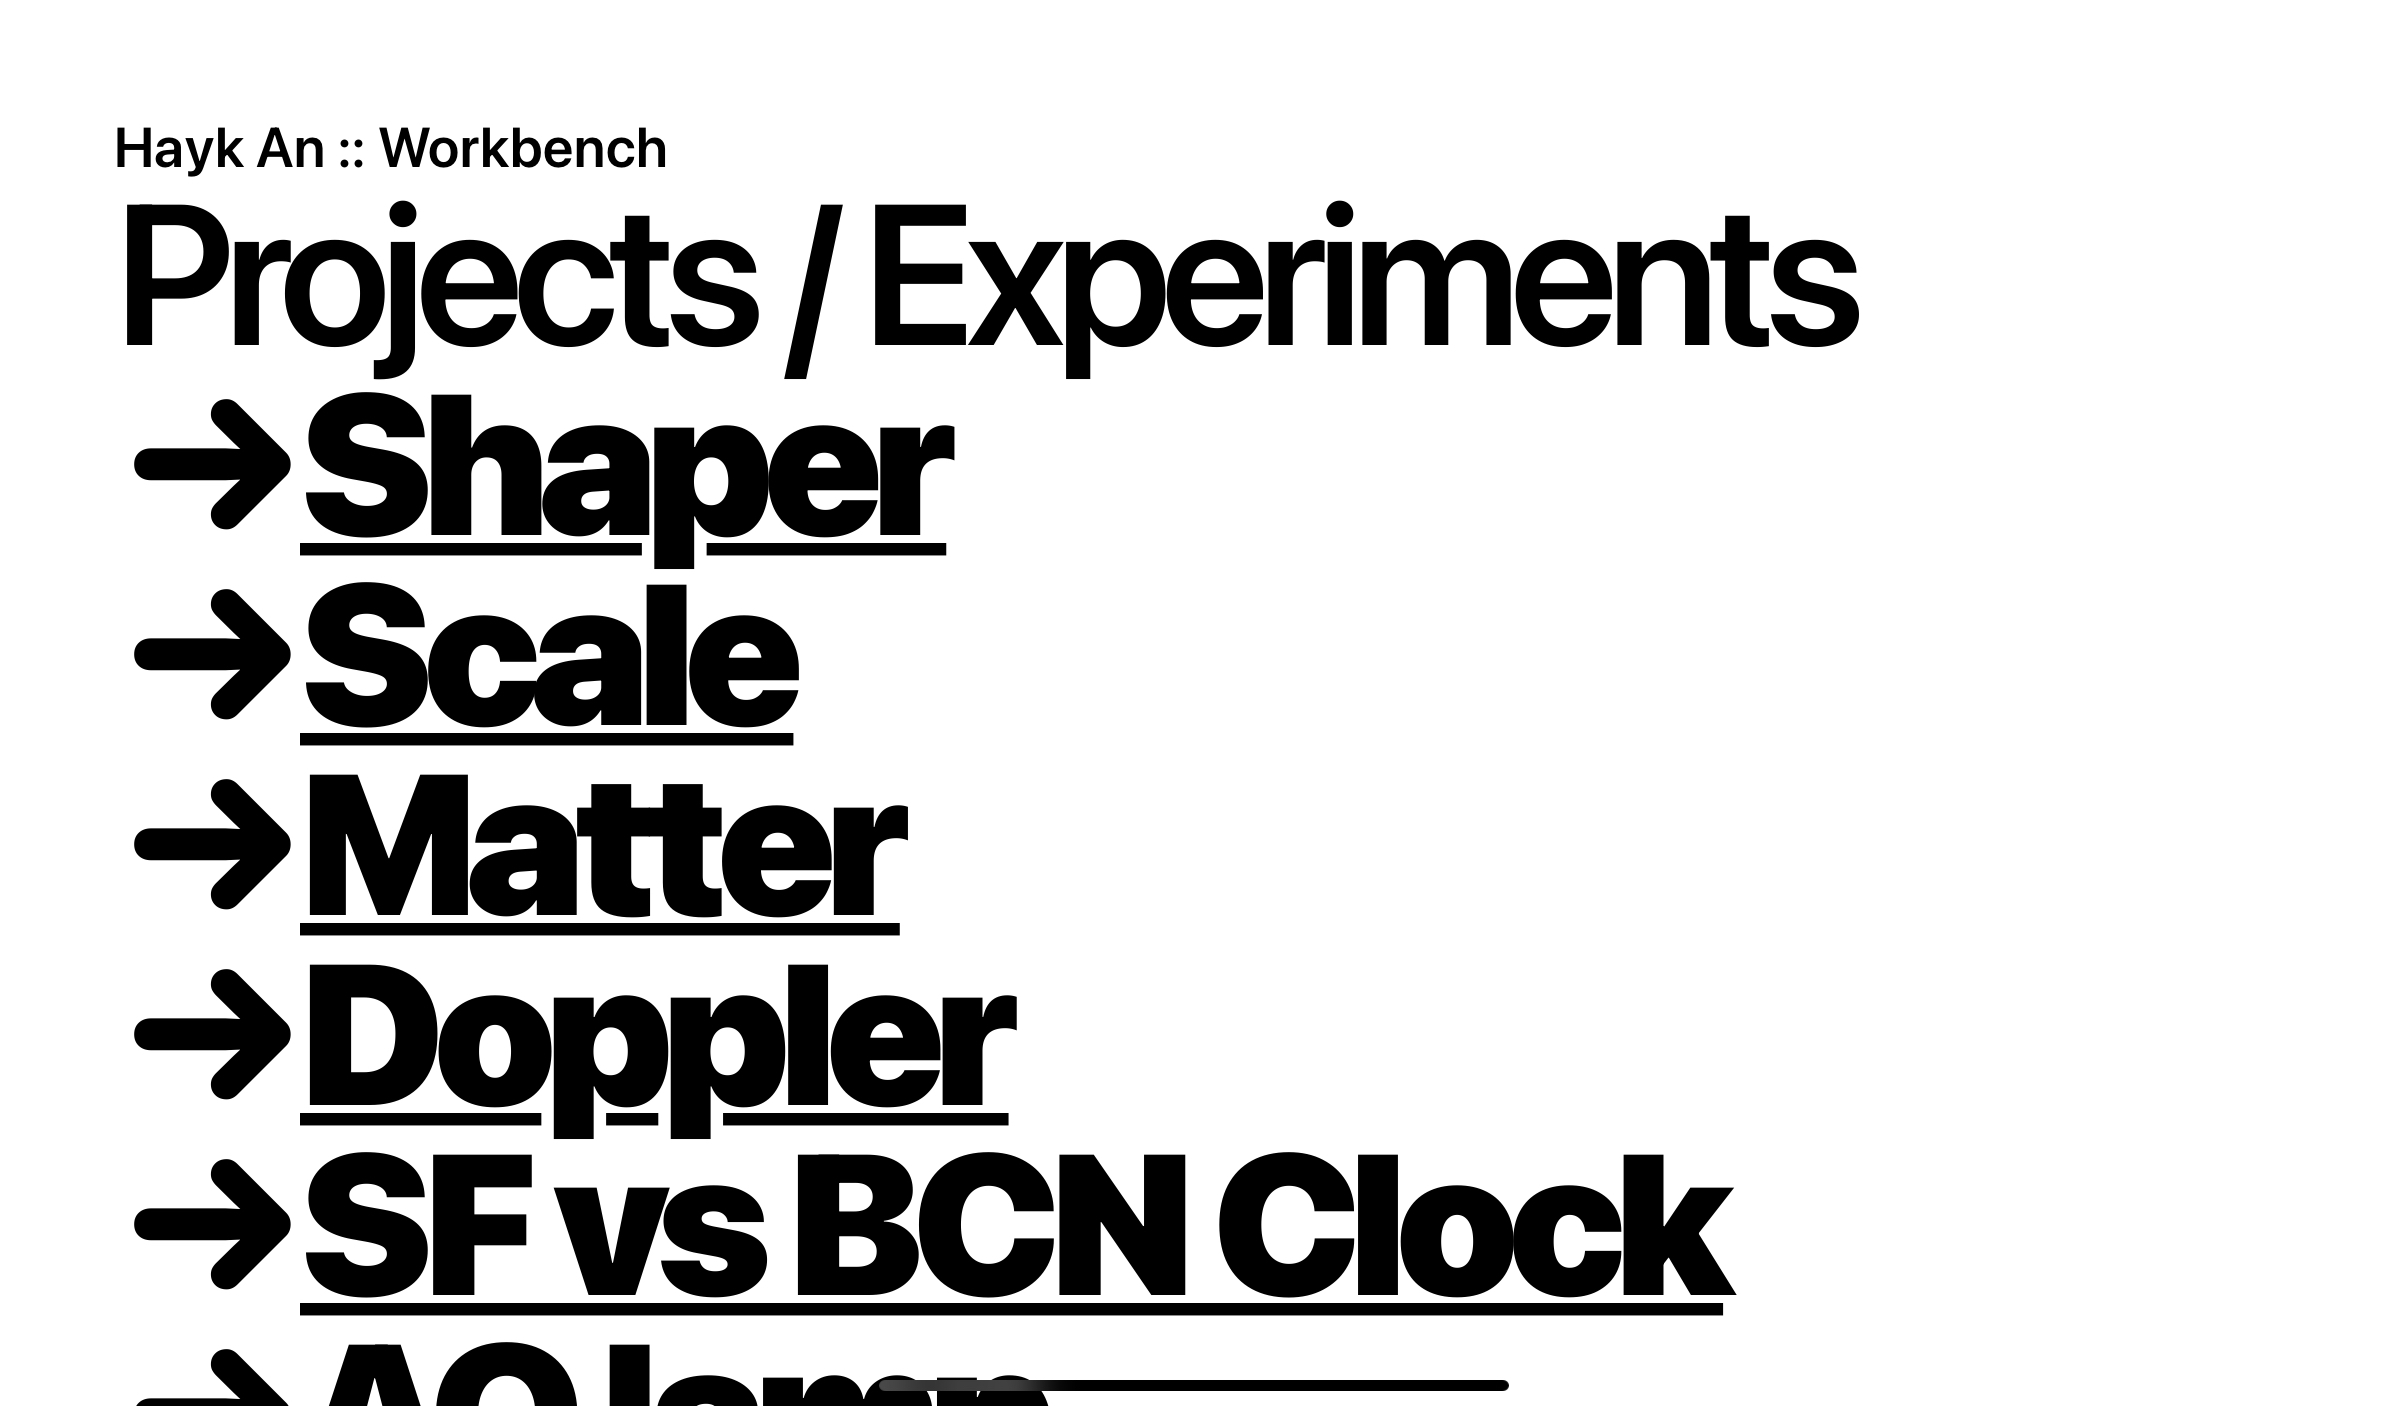 Hayk An :: Workbench
Projects / Experiments
→ Shaper
→ Scale
→ Matter
→ Doppler
→ SF vs BCN Clock